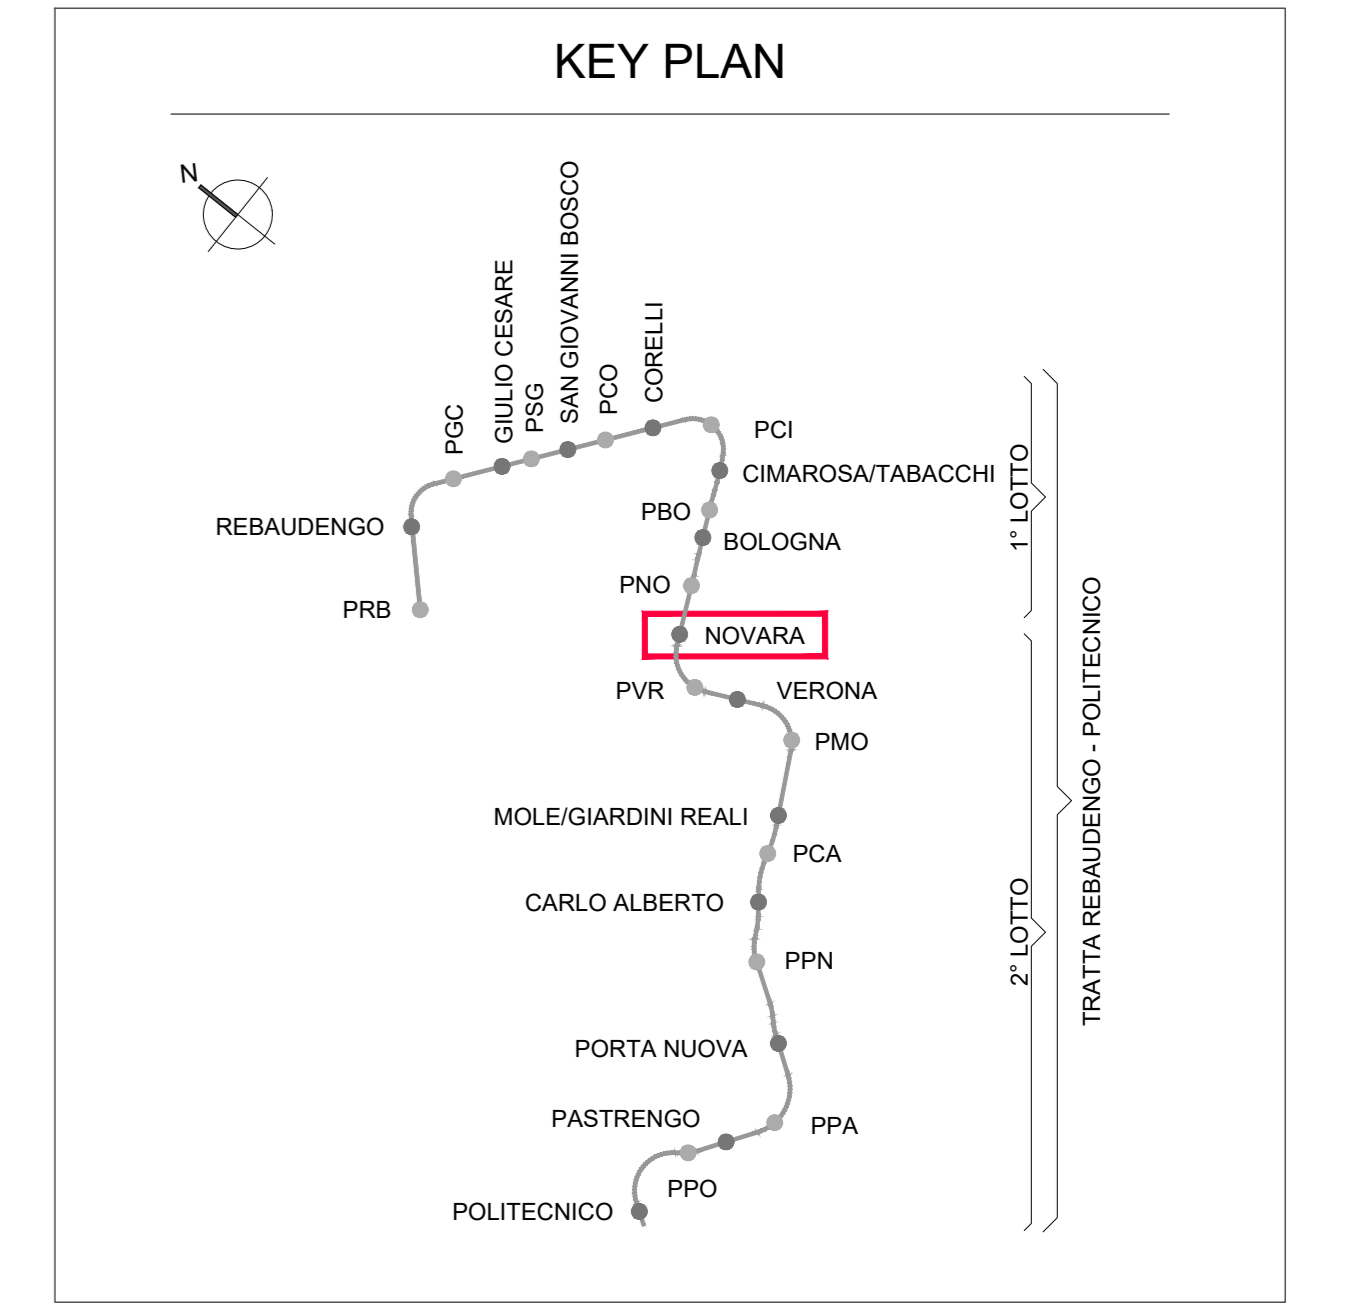 KEY PLAN
N
PGC
GIULIO CESARE
PSG
SAN GIOVANNI BOSCO
PCO
CORELLI
PCI
CIMAROSA/TABACCHI
PBO
BOLOGNA
REBAUDENGO
PNO
PRB
NOVARA
PVR
VERONA
PMO
MOLE/GIARDINI REALI
PCA
CARLO ALBERTO
PPN
PORTA NUOVA
PASTRENGO
PPA
PPO
POLITECNICO
1° LOTTO
2° LOTTO
TRATTA REBAUDENGO - POLITECNICO